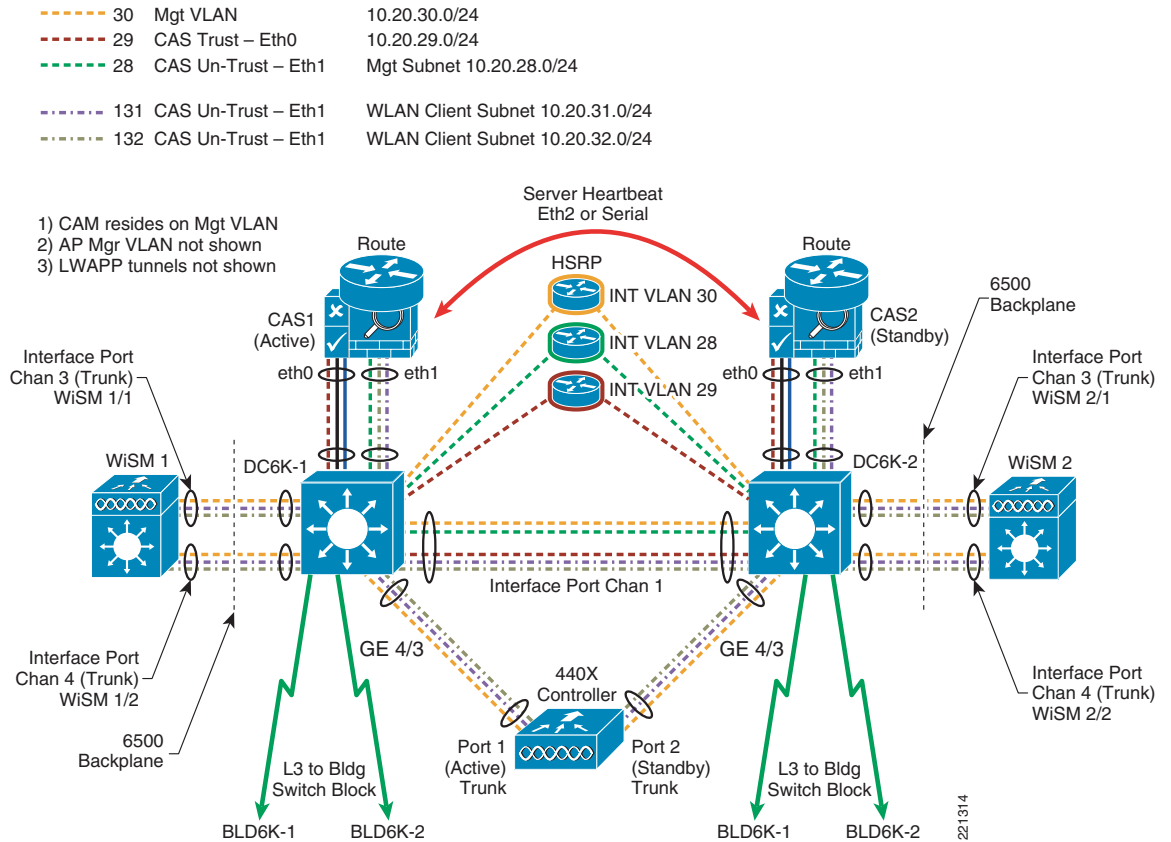 30 Mgt VLAN 10.20.30.0/24
29 CAS Trust – Eth0 10.20.29.0/24
28 CAS Un-Trust – Eth1 Mgt Subnet 10.20.28.0/24
131 CAS Un-Trust – Eth1 WLAN Client Subnet 10.20.31.0/24
132 CAS Un-Trust – Eth1 WLAN Client Subnet 10.20.32.0/24
1) CAM resides on Mgt VLAN
2) AP Mgr VLAN not shown
3) LWAPP tunnels not shown
Server Heartbeat
Eth2 or Serial
Route
HSRP
Route
INT VLAN 30
INT VLAN 28
INT VLAN 29
CAS1
(Active)
CAS2
(Standby)
6500
Backplane
Interface Port
Chan 3 (Trunk)
WiSM 1/1
eth0
eth1
eth0
eth1
Interface Port
Chan 3 (Trunk)
WiSM 2/1
WiSM 1
DC6K-1
DC6K-2
WiSM 2
Interface Port Chan 1
Interface Port
Chan 4 (Trunk)
WiSM 1/2
GE 4/3
440X
Controller
GE 4/3
Interface Port
Chan 4 (Trunk)
WiSM 2/2
6500
Backplane
Port 1
(Active)
Trunk
Port 2
(Standby)
Trunk
L3 to Bldg
Switch Block
L3 to Bldg
Switch Block
BLD6K-1
BLD6K-2
BLD6K-1
BLD6K-2
221314